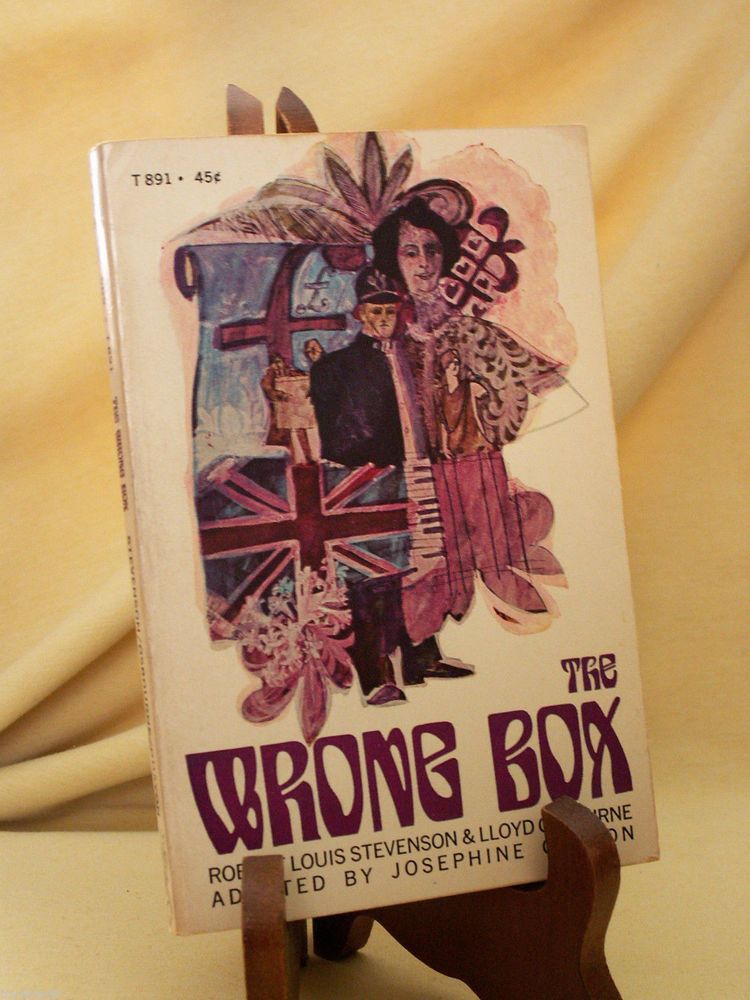 T 891 • 45¢
£
THE
WRONG BOX
LOUIS STEVENSON & LLOYD
BY JOSEPHINE
THE WRONG BOX